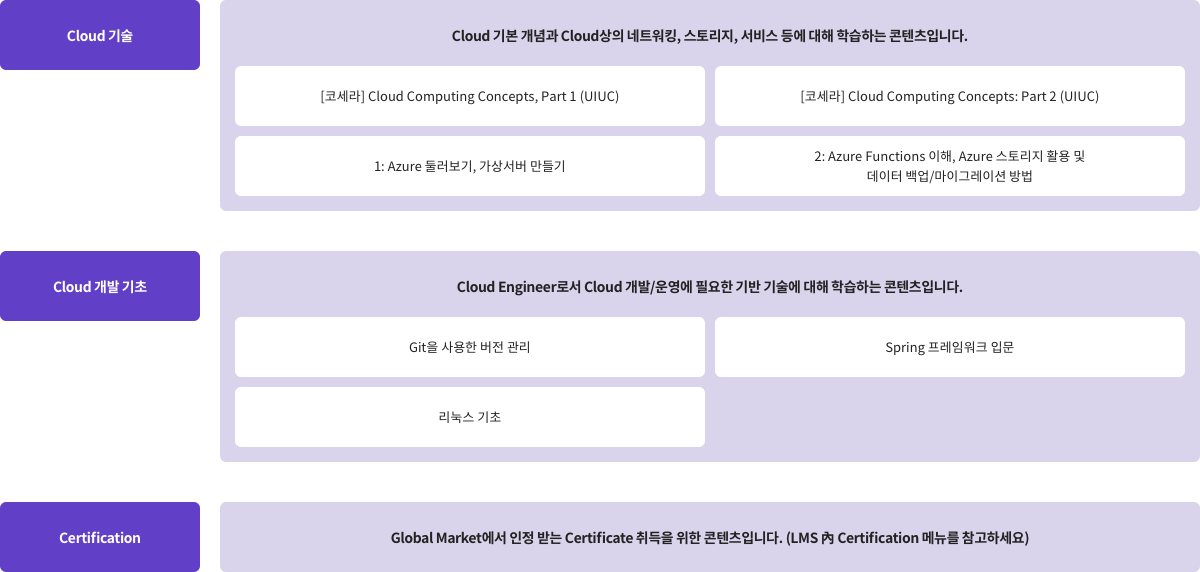 Cloud 기술
Cloud 기본 개념과 Cloud상의 네트워킹, 스토리지, 서비스 등에 대해 학습하는 콘텐츠입니다.
[코세라] Cloud Computing Concepts, Part 1 (UIUC)
[코세라] Cloud Computing Concepts: Part 2 (UIUC)
1: Azure 둘러보기, 가상서버 만들기
2: Azure Functions 이해, Azure 스토리지 활용 및
데이터 백업/마이그레이션 방법
Cloud 개발 기초
Cloud Engineer로서 Cloud 개발/운영에 필요한 기반 기술에 대해 학습하는 콘텐츠입니다.
Git을 사용한 버전 관리
Spring 프레임워크 입문
리눅스 기초
Certification
Global Market에서 인정 받는 Certificate 취득을 위한 콘텐츠입니다. (LMS 內 Certification 메뉴를 참고하세요)